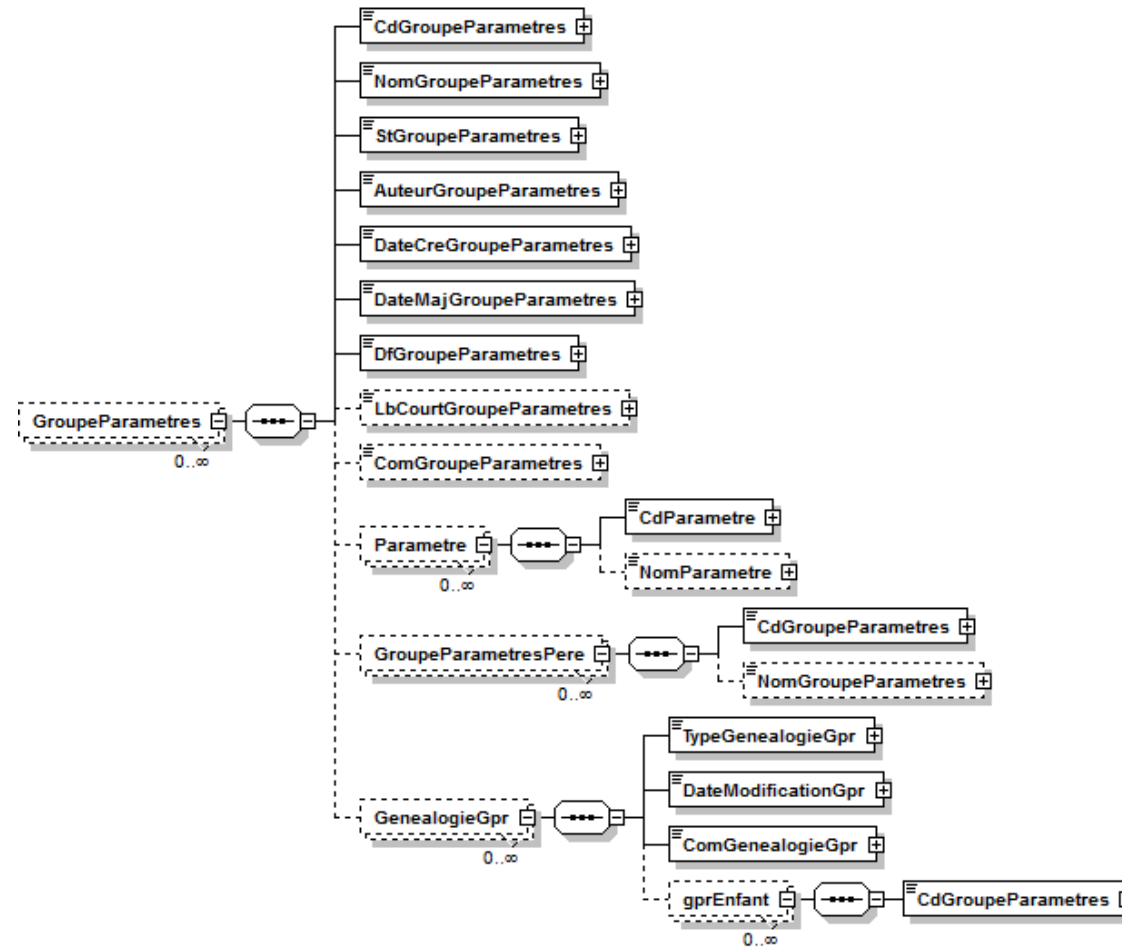 CdGroupeParametres
NomGroupeParametres
StGroupeParametres
AuteurGroupeParametres
DateCreGroupeParametres
DateMajGroupeParametres
DfGroupeParametres
GroupeParametres
0..∞
LbCourtGroupeParametres
ComGroupeParametres
Parametre
0..∞
CdParametre
NomParametre
GroupeParametresPere
0..∞
CdGroupeParametres
NomGroupeParametres
GenealogieGpr
0..∞
TypeGenealogieGpr
DateModificationGpr
ComGenealogieGpr
gprEnfant
0..∞
CdGroupeParametres